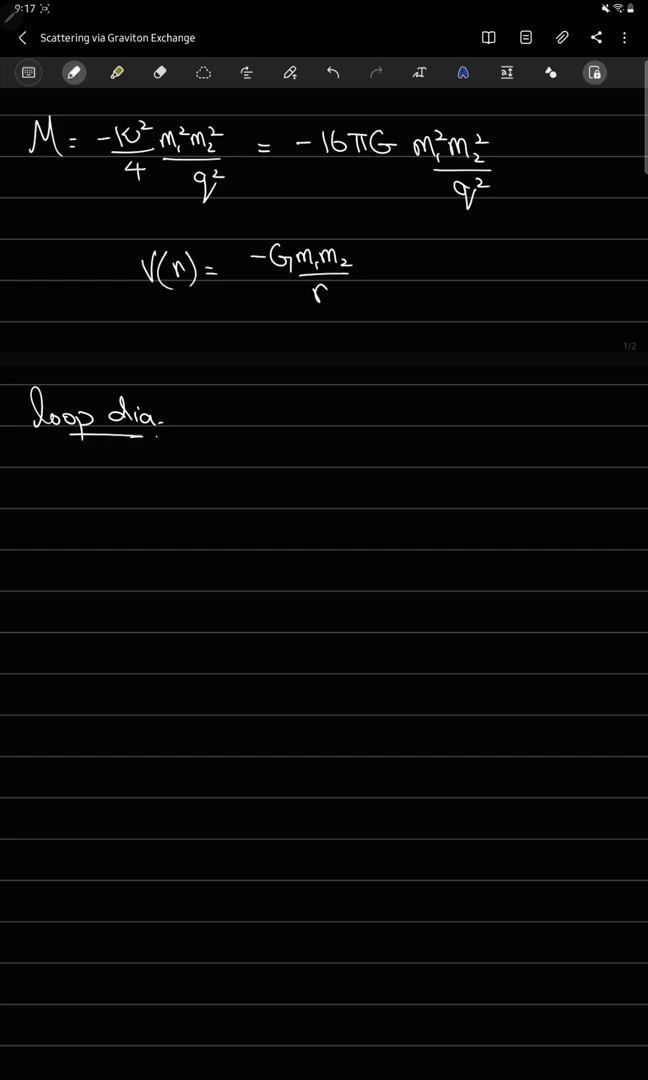 9:17
Scattering via Graviton Exchange
M = -κ²/4 m₁²m₂²/q² = -16πG m₁²m₂²/q²
V(r) = -Gm₁m₂/r
1/2
loop dia.